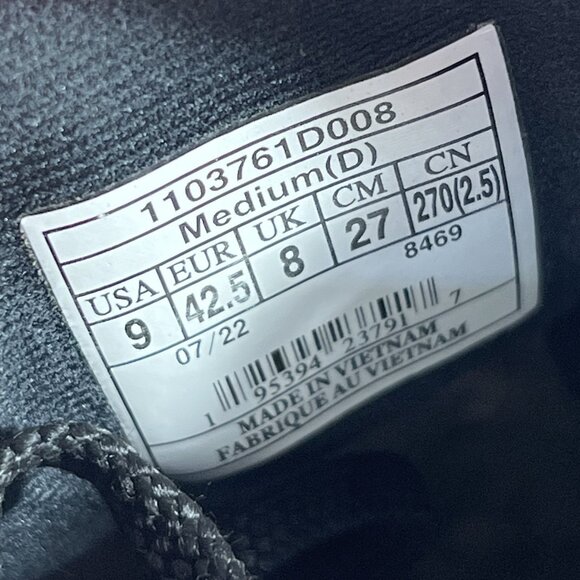 1103761D008
Medium(D)
USA EUR UK CM CN
9 42.5 8 27 270(2.5)
07/22 8469
1 95394 23791 7
MADE IN VIETNAM
FABRIQUE AU VIETNAM